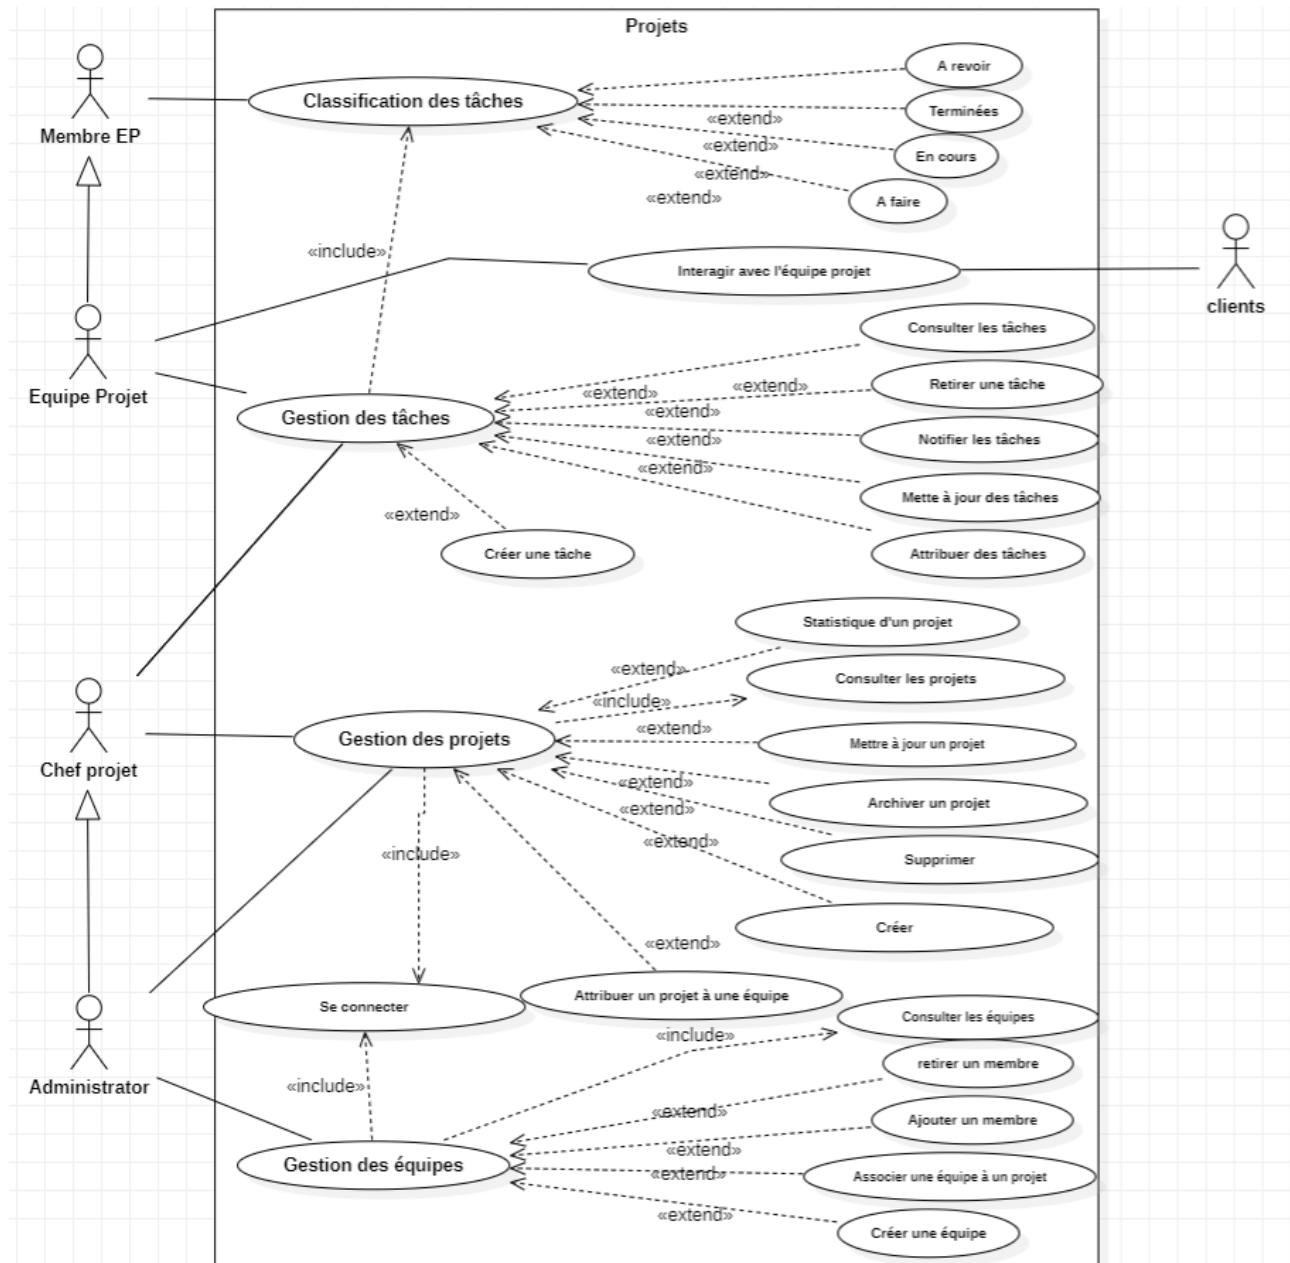 Projets
Membre EP
Classification des tâches
A revoir
Terminées
«extend»
En cours
«extend»
«extend»
A faire
«extend»
«include»
Interagir avec l'équipe projet
clients
Consulter les tâches
Equipe Projet
Retirer une tâche
«extend»
«extend»
Gestion des tâches
«extend»
Notifier les tâches
«extend»
«extend»
Mette à jour des tâches
«extend»
Créer une tâche
Attribuer des tâches
Statistique d'un projet
«extend»
Consulter les projets
«include»
Chef projet
Gestion des projets
«extend»
Mettre à jour un projet
«extend»
Archiver un projet
«extend»
«extend»
«include»
Supprimer
Créer
«extend»
Attribuer un projet à une équipe
Se connecter
Consulter les équipes
«include»
retirer un membre
Administrator
«include»
«extend»
Ajouter un membre
«extend»
Gestion des équipes
«extend»
Associer une équipe à un projet
«extend»
Créer une équipe